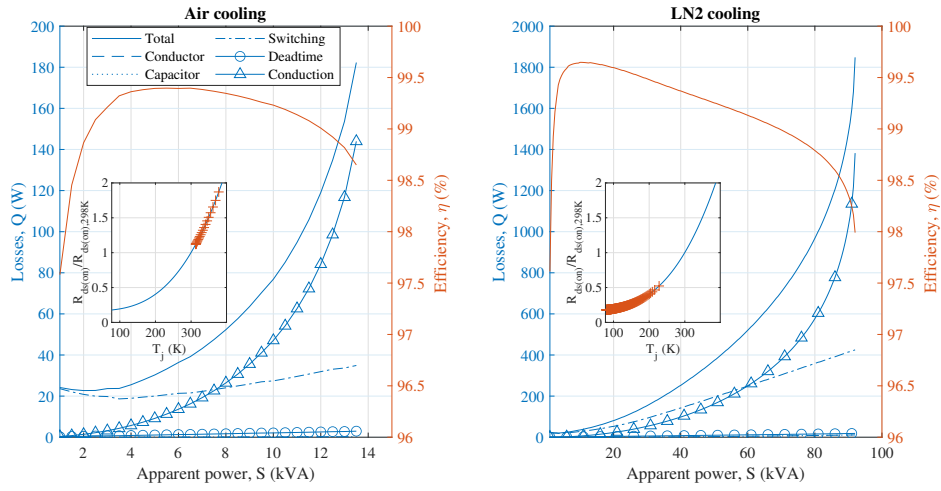 Air cooling
Total
Conductor
Capacitor
Switching
Deadtime
Conduction
200
180
160
140
120
100
80
60
40
20
0
Losses, Q (W)
100
99.5
99
98.5
98
97.5
97
96.5
96
Efficiency, η (%)
2 4 6 8 10 12 14
Apparent power, S (kVA)
2
1.5
1
0.5
0
R_ds(on)/R_ds(on),298K
100 200 300
T_j (K)
LN2 cooling
2000
1800
1600
1400
1200
1000
800
600
400
200
0
Losses, Q (W)
100
99.5
99
98.5
98
97.5
97
96.5
96
Efficiency, η (%)
20 40 60 80 100
Apparent power, S (kVA)
2
1.5
1
0.5
0
R_ds(on)/R_ds(on),298K
100 200 300
T_j (K)